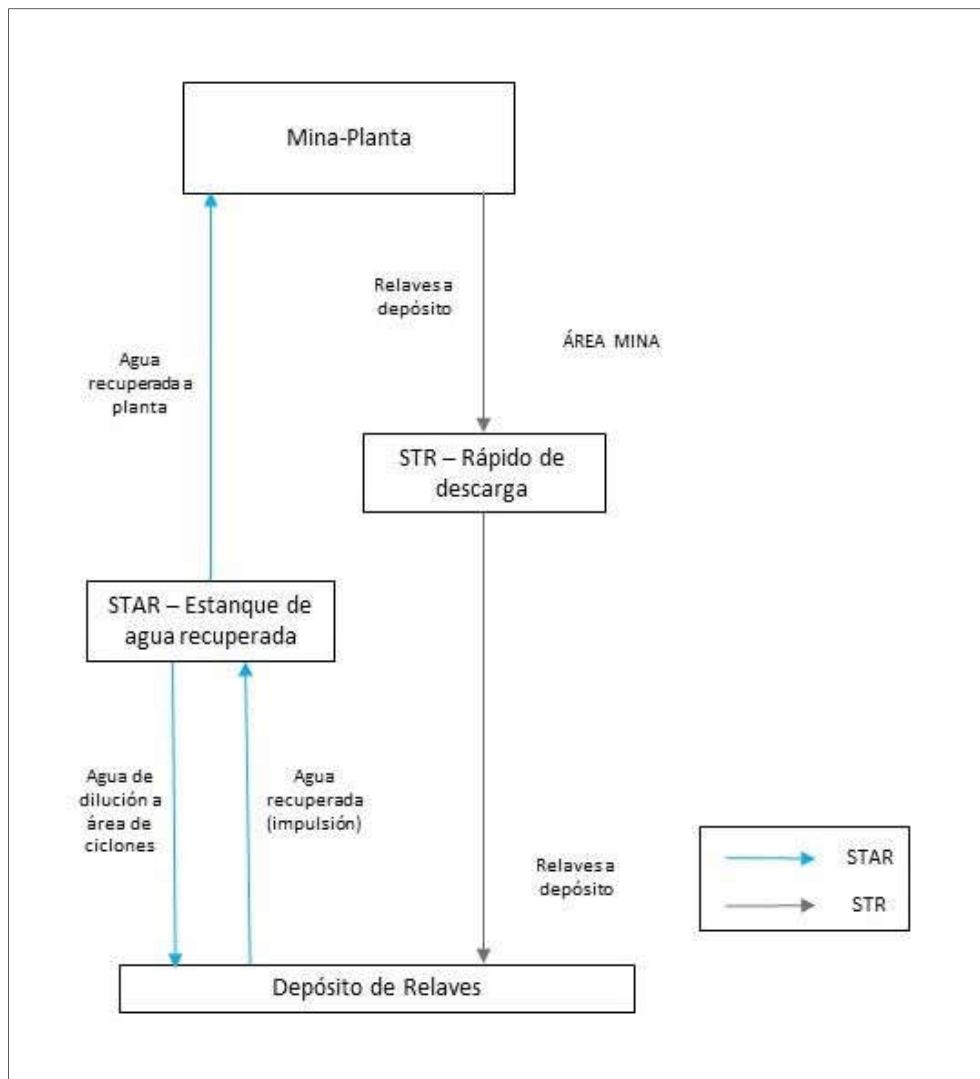 Mina-Planta
Relaves a
depósito
ÁREA MINA
Agua
recuperada a
planta
STR – Rápido de
descarga
STAR – Estanque de
agua recuperada
Agua de
dilución a
área de
ciclones
Agua
recuperada
(impulsión)
Relaves a
depósito
STAR
STR
Depósito de Relaves